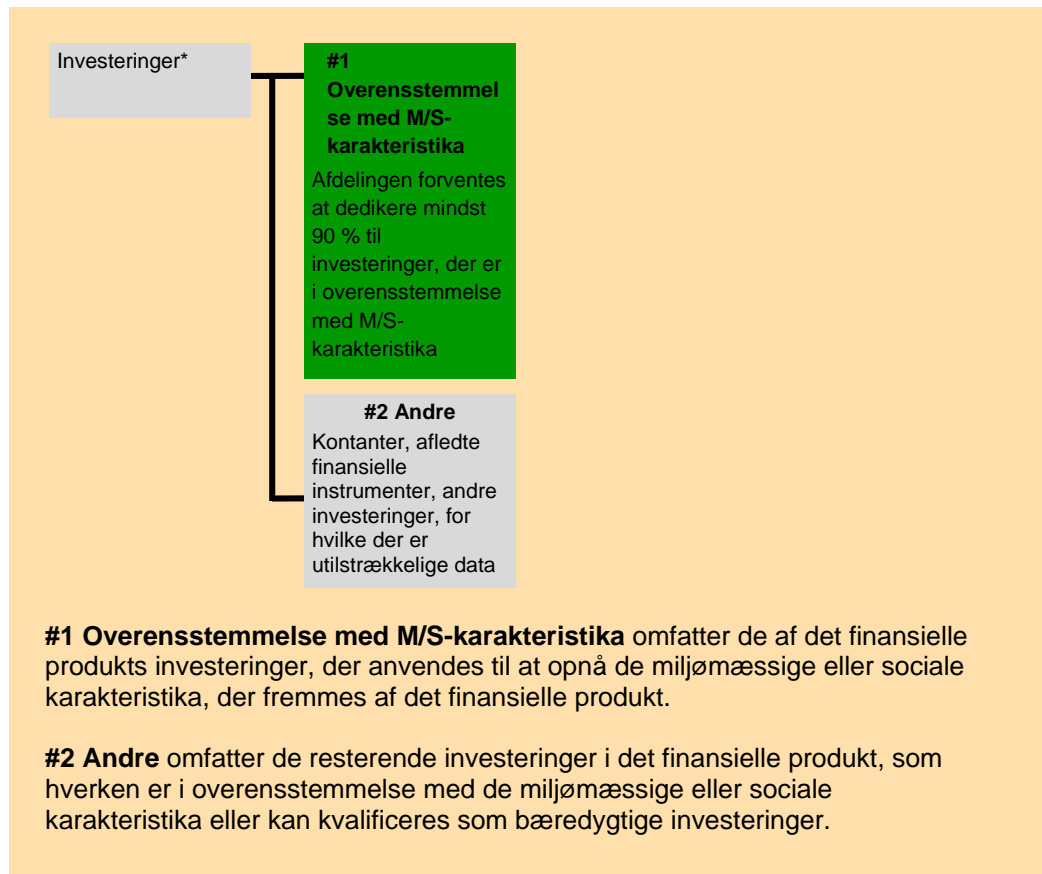 Investeringer*
#1
Overensstemmel
se med M/S-
karakteristika
Afdelingen forventes
at dedikere mindst
90 % til
investeringer, der er
i overensstemmelse
med M/S-
karakteristika
#2 Andre
Kontanter, afledte
finansielle
instrumenter, andre
investeringer, for
hvilke der er
utilstrækkelige data
#1 Overensstemmelse med M/S-karakteristika omfatter de af det finansielle
produkts investeringer, der anvendes til at opnå de miljømæssige eller sociale
karakteristika, der fremmes af det finansielle produkt.
#2 Andre omfatter de resterende investeringer i det finansielle produkt, som
hverken er i overensstemmelse med de miljømæssige eller sociale
karakteristika eller kan kvalificeres som bæredygtige investeringer.